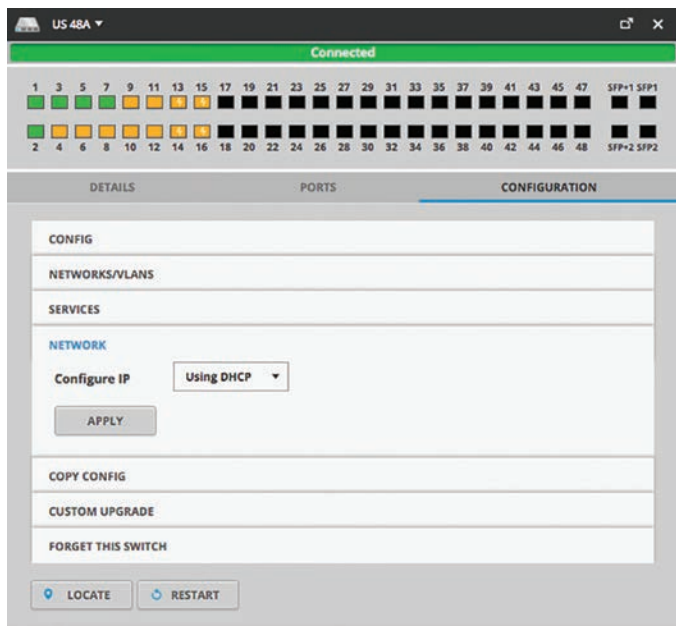 US 48A
Connected
1 3 5 7 9 11 13 15 17 19 21 23 25 27 29 31 33 35 37 39 41 43 45 47 SFP+1 SFP1
2 4 6 8 10 12 14 16 18 20 22 24 26 28 30 32 34 36 38 40 42 44 46 48 SFP+2 SFP2
DETAILS PORTS CONFIGURATION
CONFIG
NETWORKS/VLANS
SERVICES
NETWORK
Configure IP Using DHCP
APPLY
COPY CONFIG
CUSTOM UPGRADE
FORGET THIS SWITCH
LOCATE RESTART